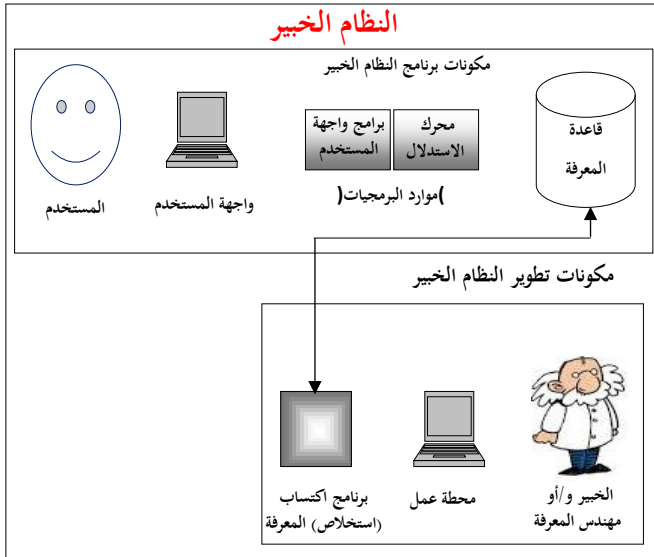 النظام الخبير
مكونات برنامج النظام الخبير
قاعدة
المعرفة
محرك
الاستدلال
برامج واجهة
المستخدم
)موارد البرمجيات(
واجهة المستخدم
المستخدم
مكونات تطوير النظام الخبير
الخبير و/أو
مهندس المعرفة
محطة عمل
برنامج اكتساب
(استخلاص) المعرفة